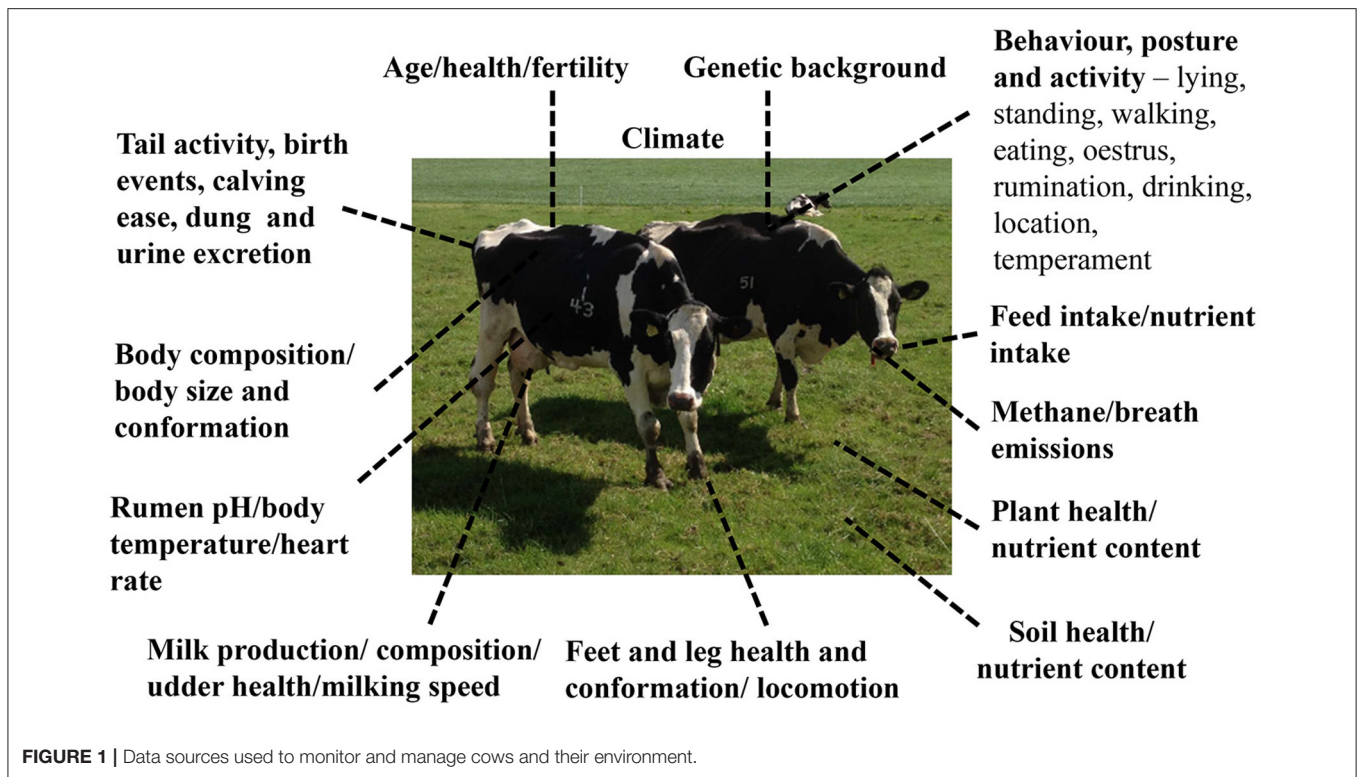 Age/health/fertility
Genetic background
Behaviour, posture
and activity – lying,
standing, walking,
eating, oestrus,
rumination, drinking,
location,
temperament
Climate
Tail activity, birth
events, calving
ease, dung and
urine excretion
Feed intake/nutrient
intake
Body composition/
body size and
conformation
Methane/breath
emissions
Rumen pH/body
temperature/heart
rate
Plant health/
nutrient content
Soil health/
nutrient content
Milk production/ composition/
udder health/milking speed
Feet and leg health and
conformation/ locomotion
43
51
FIGURE 1 | Data sources used to monitor and manage cows and their environment.